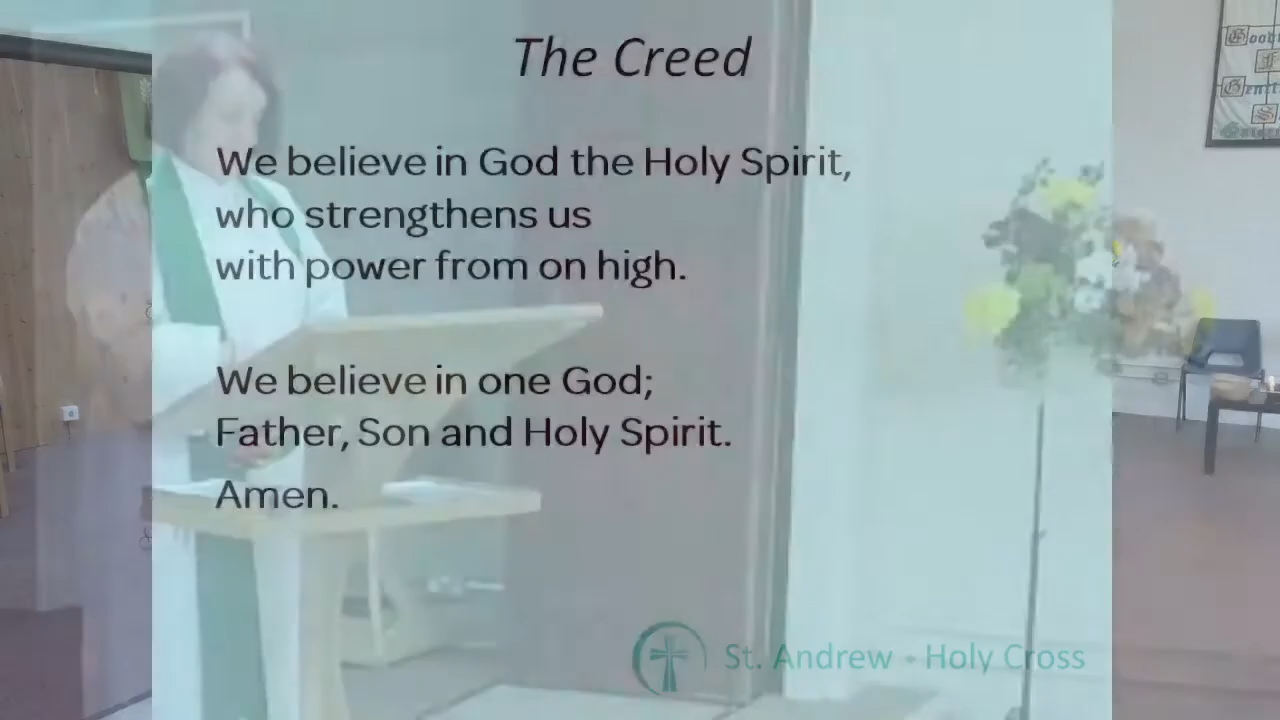 The Creed
We believe in God the Holy Spirit,
who strengthens us
with power from on high.
We believe in one God;
Father, Son and Holy Spirit.
Amen.
St. Andrew - Holy Cross